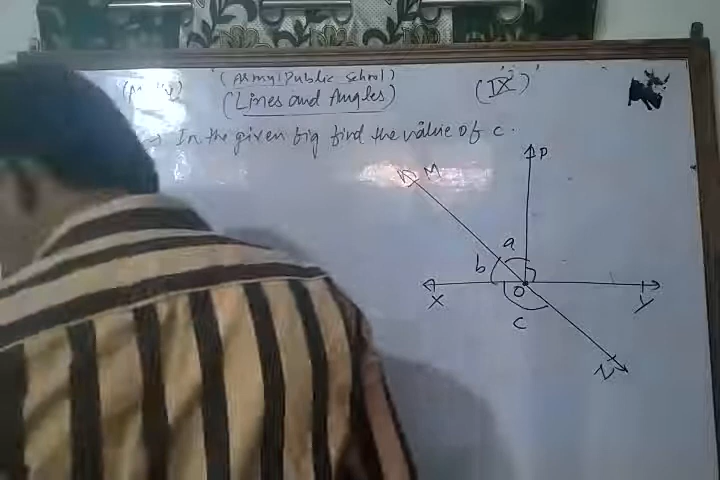 (Army Public School)
(Lines and Angles)
(IX)
In the given fig find the value of c.
M
P
a
b
X
O
Y
c
N